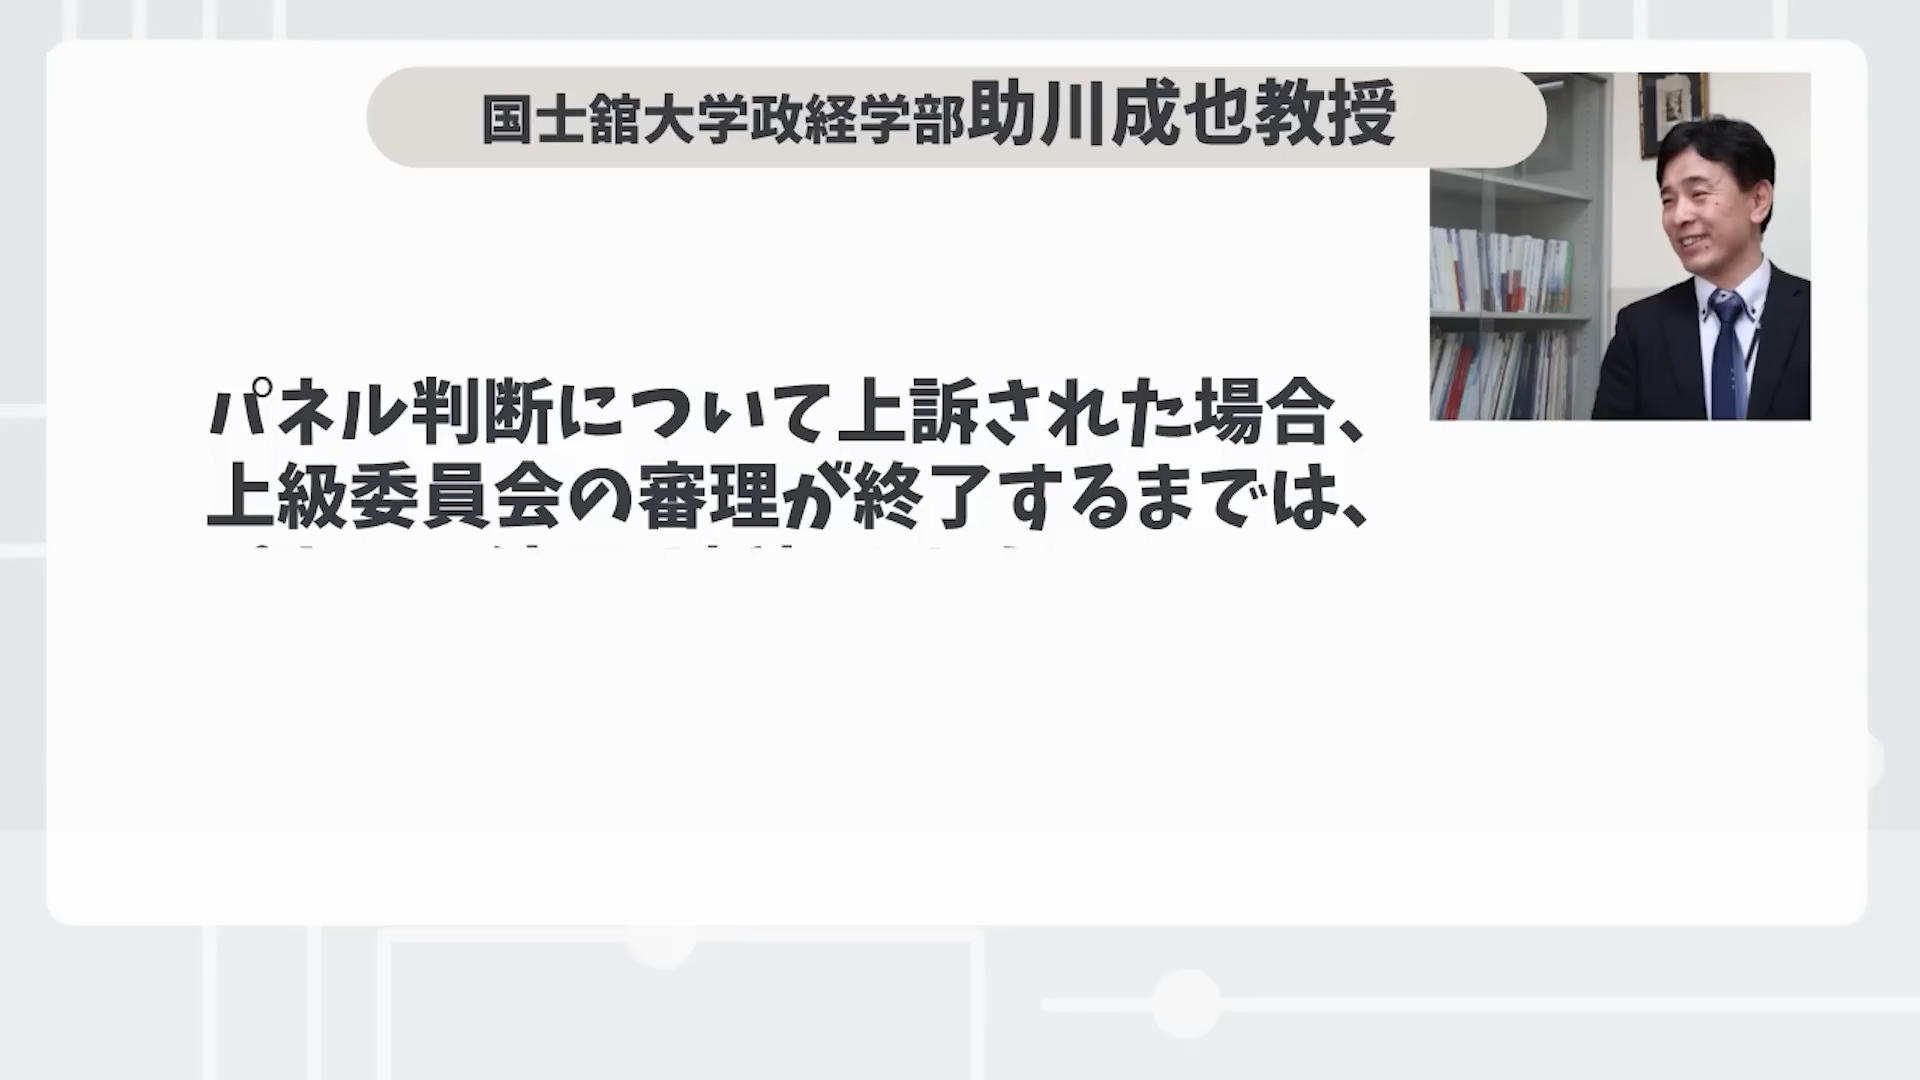 国士舘大学政経学部助川成也教授
パネル判断について上訴された場合、
上級委員会の審理が終了するまでは、